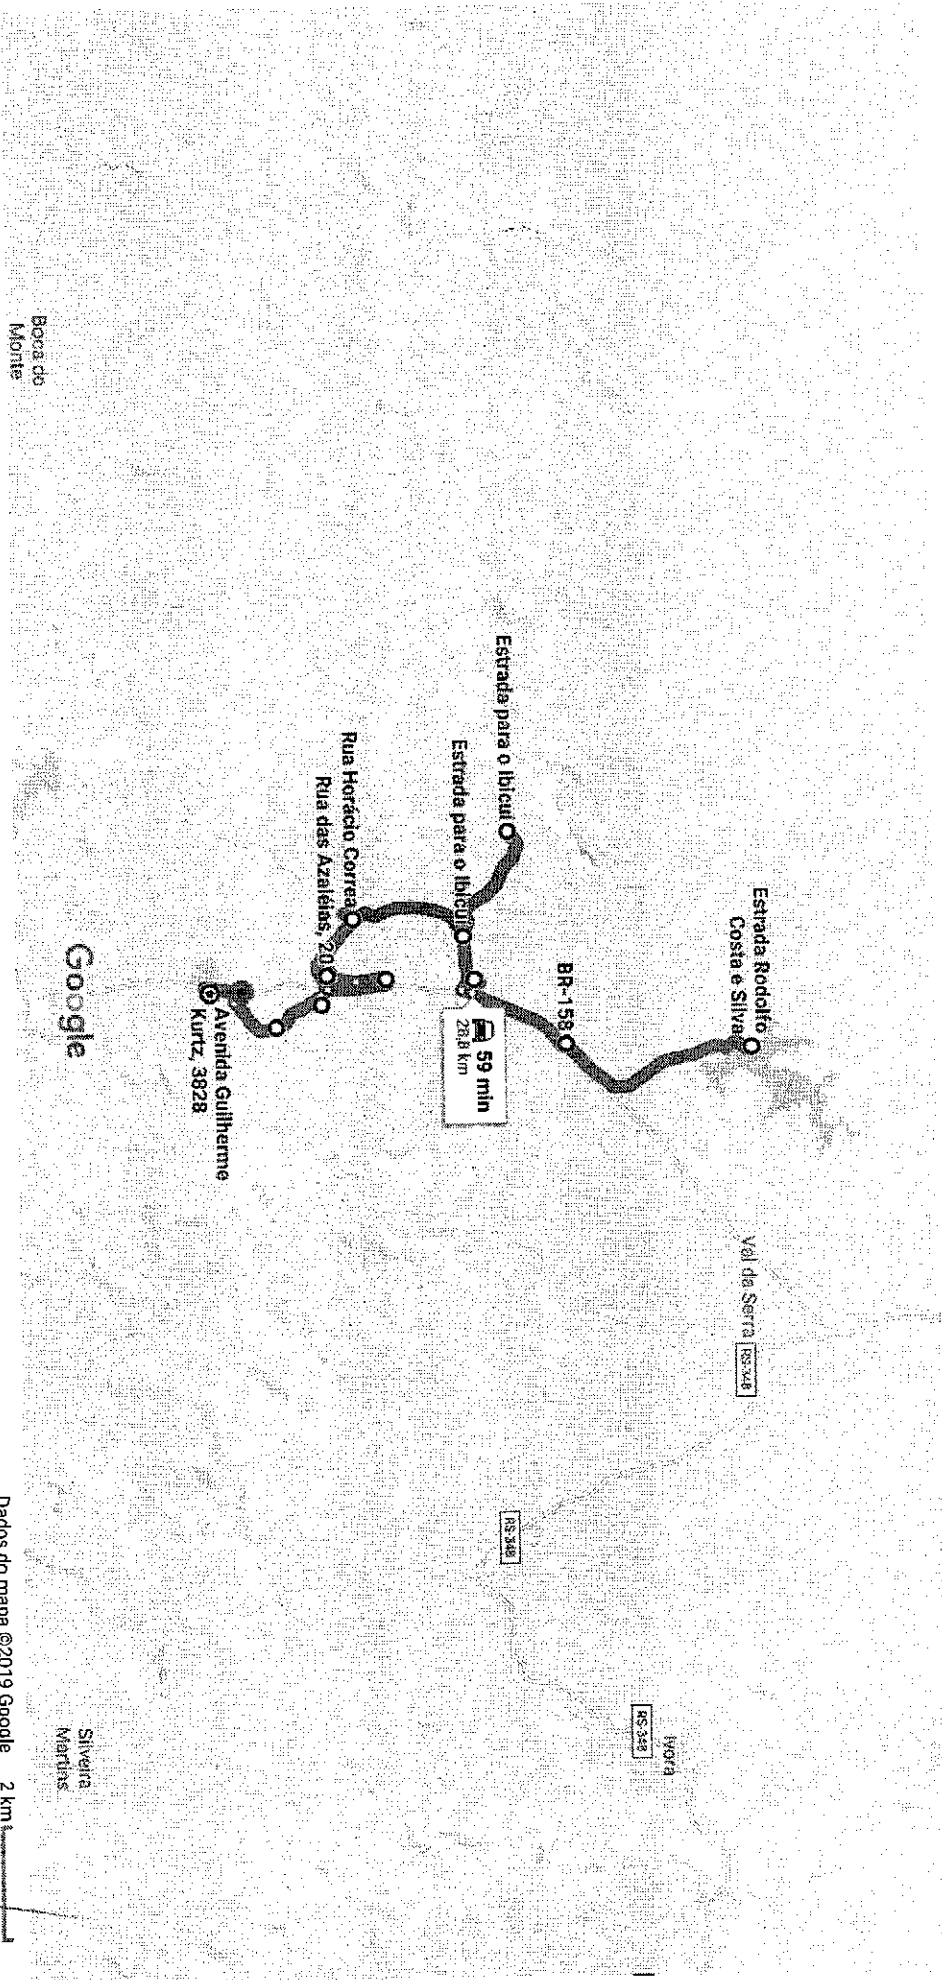 Estrada Rodolfo
Costa e Silva
Val da Serra
RS-348
Ivorá
RS-348
BR-158
Estrada para o Ibicuí
RS-348
Estrada para o Ibicuí
59 min
28,8 km
Rua Horácio Correa
Rua das Azaléias, 20
Avenida Guilherme
Kurtz, 3828
Silveira
Martins
Google
Boca do
Monte
Dados do mapa ©2019 Google
2 km